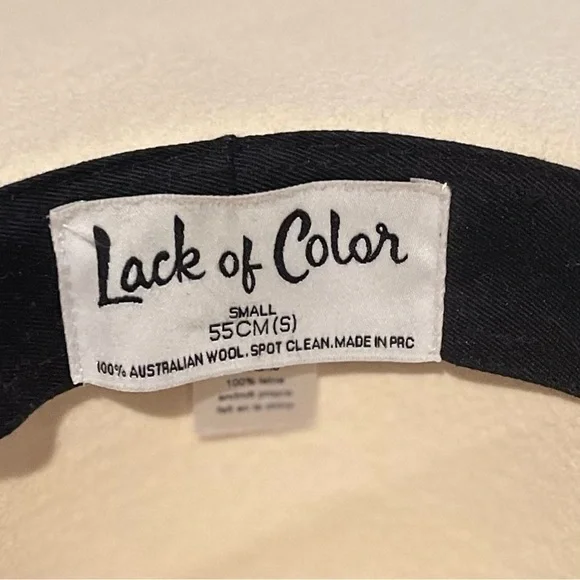 Lack of Color
SMALL
55CM(S)
100% AUSTRALIAN WOOL. SPOT CLEAN. MADE IN PRC
100% laine